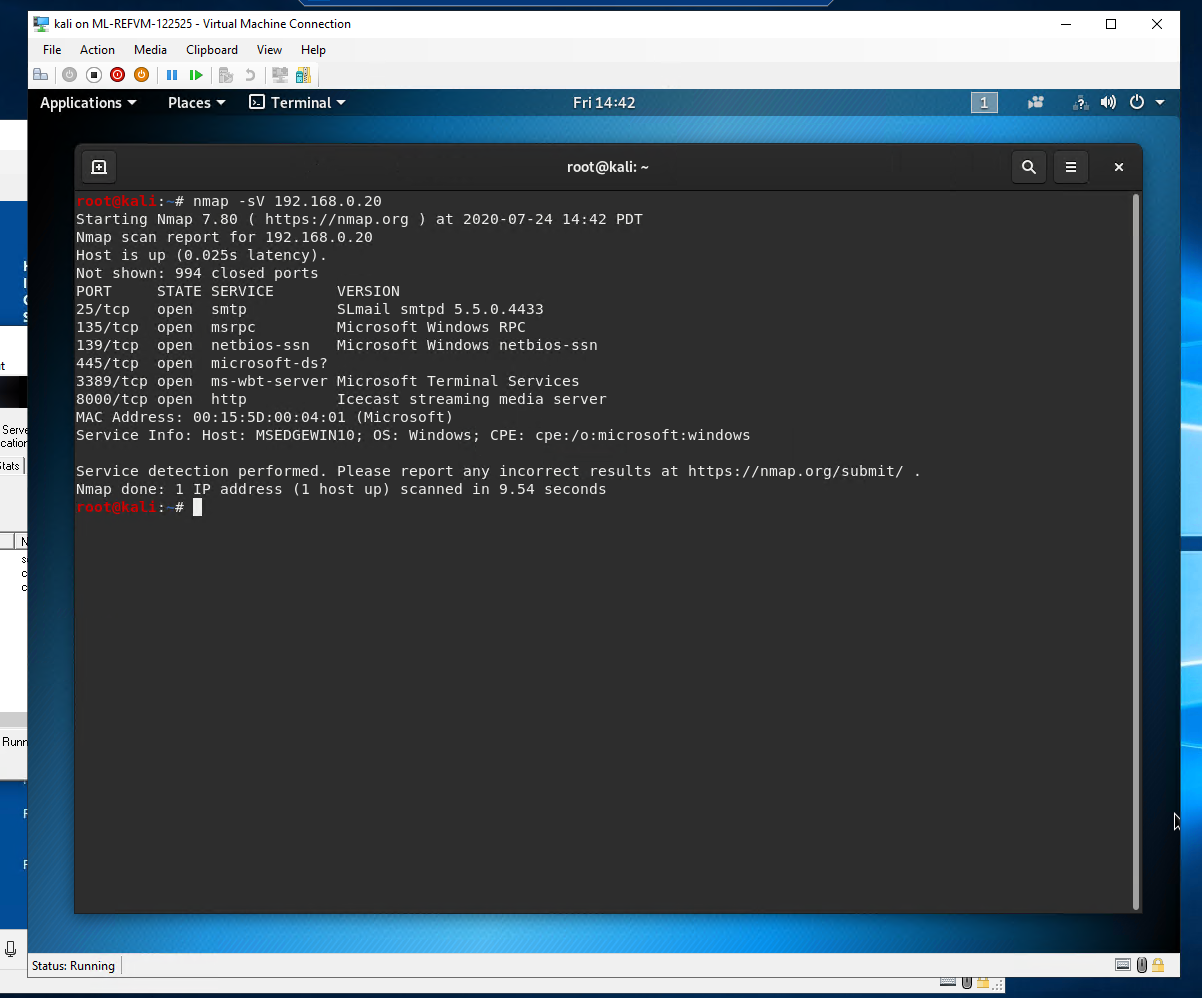 kali on ML-REFVM-122525 - Virtual Machine Connection
File Action Media Clipboard View Help
Applications Places Terminal Fri 14:42 1
root@kali: ~
root@kali:~# nmap -sV 192.168.0.20
Starting Nmap 7.80 ( https://nmap.org ) at 2020-07-24 14:42 PDT
Nmap scan report for 192.168.0.20
Host is up (0.025s latency).
Not shown: 994 closed ports
PORT     STATE SERVICE       VERSION
25/tcp   open  smtp          SLmail smtpd 5.5.0.4433
135/tcp  open  msrpc         Microsoft Windows RPC
139/tcp  open  netbios-ssn   Microsoft Windows netbios-ssn
445/tcp  open  microsoft-ds?
3389/tcp open  ms-wbt-server Microsoft Terminal Services
8000/tcp open  http          Icecast streaming media server
MAC Address: 00:15:5D:00:04:01 (Microsoft)
Service Info: Host: MSEDGEWIN10; OS: Windows; CPE: cpe:/o:microsoft:windows
Service detection performed. Please report any incorrect results at https://nmap.org/submit/ .
Nmap done: 1 IP address (1 host up) scanned in 9.54 seconds
root@kali:~#
Status: Running